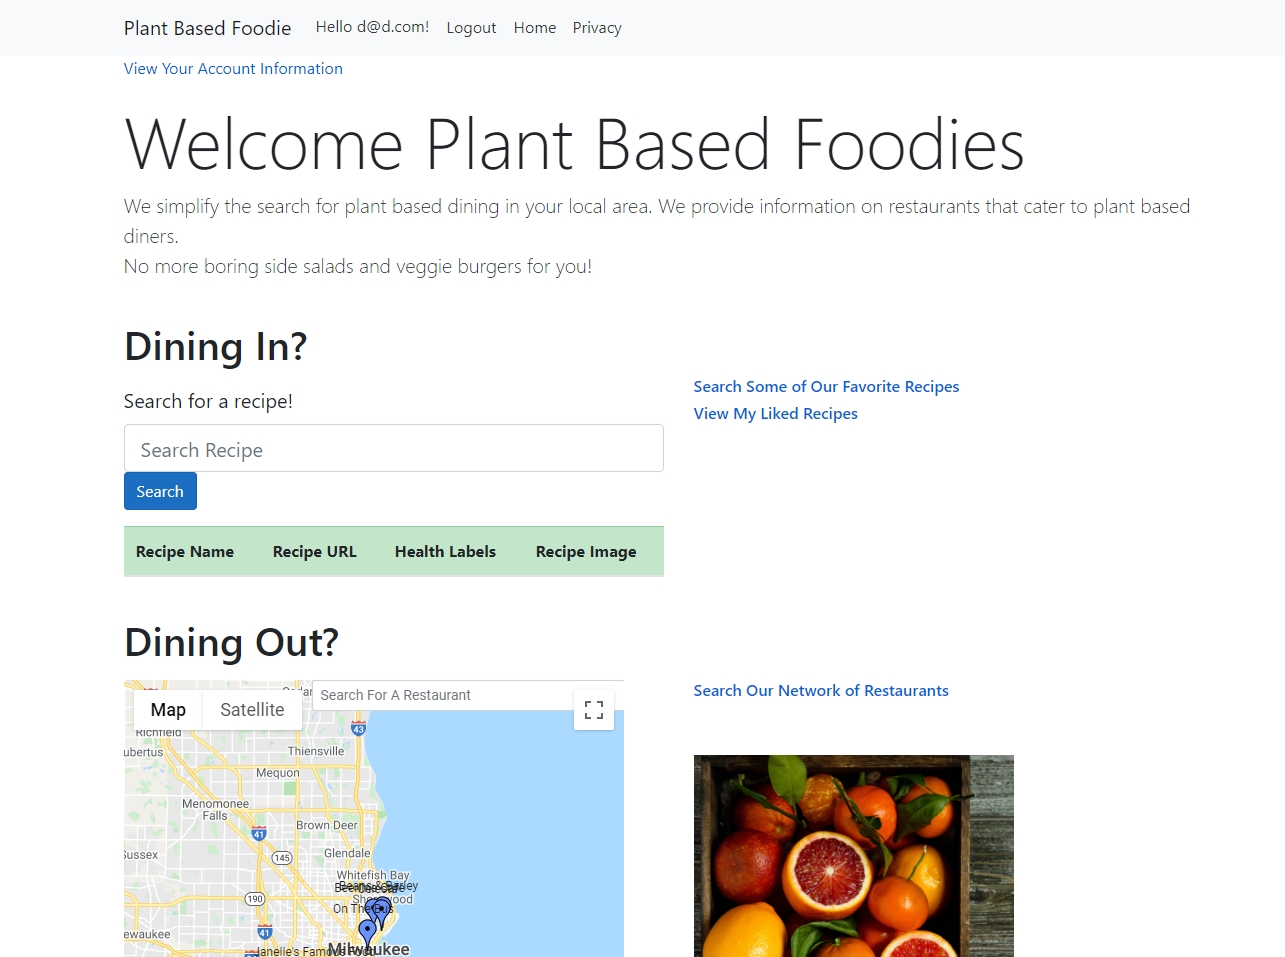 Plant Based Foodie Hello d@d.com! Logout Home Privacy
View Your Account Information
Welcome Plant Based Foodies
We simplify the search for plant based dining in your local area. We provide information on restaurants that cater to plant based
diners.
No more boring side salads and veggie burgers for you!
Dining In?
Search for a recipe!
Search Recipe
Search
Recipe Name Recipe URL Health Labels Recipe Image
Search Some of Our Favorite Recipes
View My Liked Recipes
Dining Out?
Map Satellite
Search For A Restaurant
Richfield
ubertus
43
Thiensville
Mequon
Menomonee
Falls
41
Brown Deer
145
Sussex
Glendale
Whitefish Bay
Beans & Barley
190
On The Bus
41
ewaukee
Milwaukee
Search Our Network of Restaurants